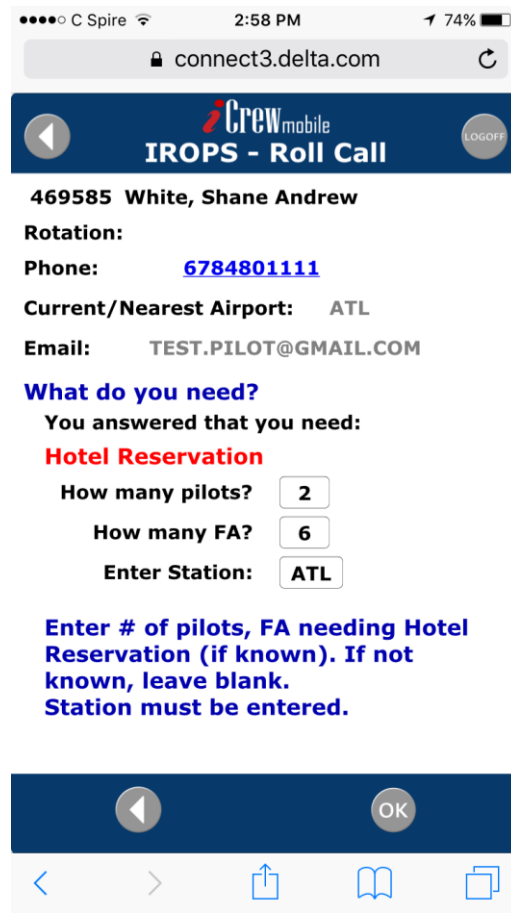 ●●●●○ C Spire 2:58 PM 74%
connect3.delta.com
iCrew mobile
LOGOFF
IROPS - Roll Call
469585 White, Shane Andrew
Rotation:
Phone: 6784801111
Current/Nearest Airport: ATL
Email: TEST.PILOT@GMAIL.COM
What do you need?
You answered that you need:
Hotel Reservation
How many pilots? 2
How many FA? 6
Enter Station: ATL
Enter # of pilots, FA needing Hotel
Reservation (if known). If not
known, leave blank.
Station must be entered.
OK